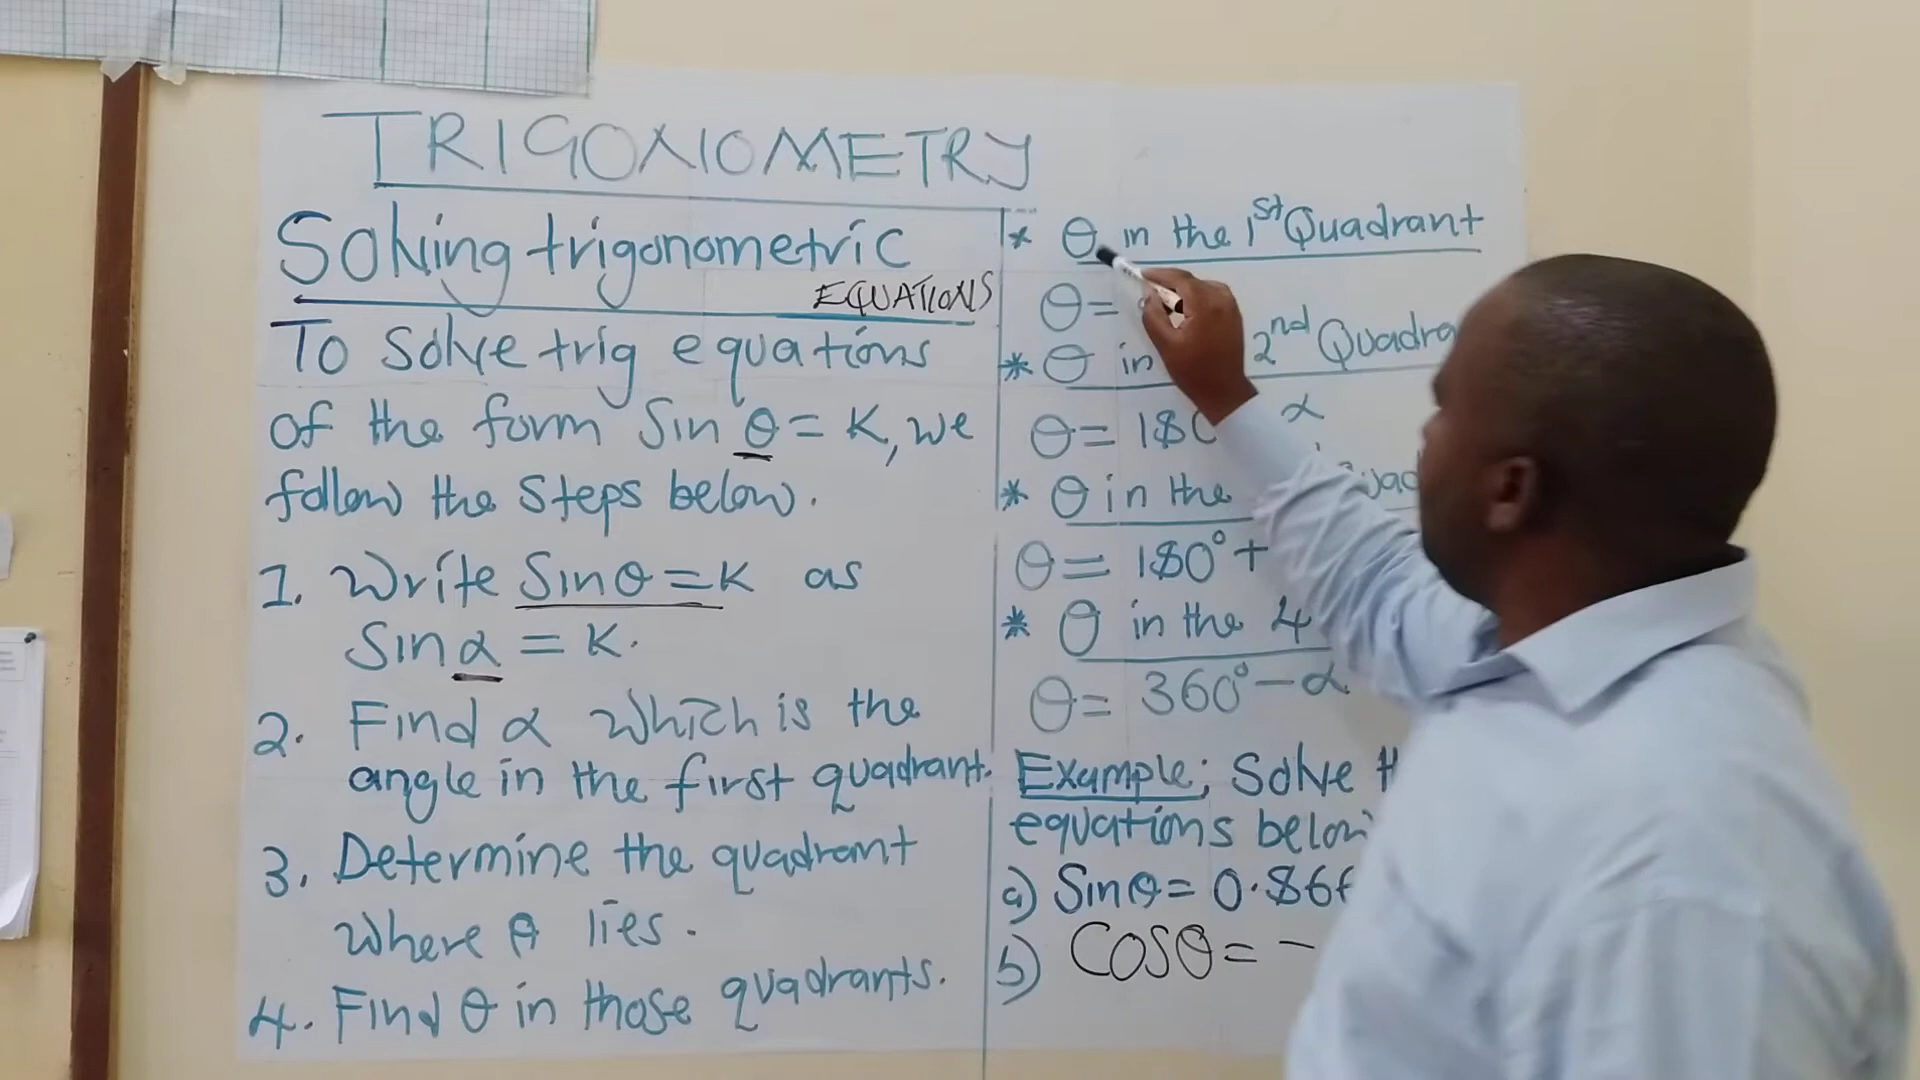 TRIGONOMETRY
Solving trigonometric
EQUATIONS
To solve trig equations
of the form Sin θ = K, we
follow the steps below.
1. Write Sinθ = K as
Sin α = K.
2. Find α which is the
angle in the first quadrant.
3. Determine the quadrant
where θ lies.
4. Find θ in those quadrants.
* θ in the 1st Quadrant
θ =
* θ in 2nd
θ = 180 α
* θ in the
θ = 180° +
* θ in the 4
θ = 360° - α
Example; Solve
equations below
a) Sinθ = 0.866
b) COSθ = -